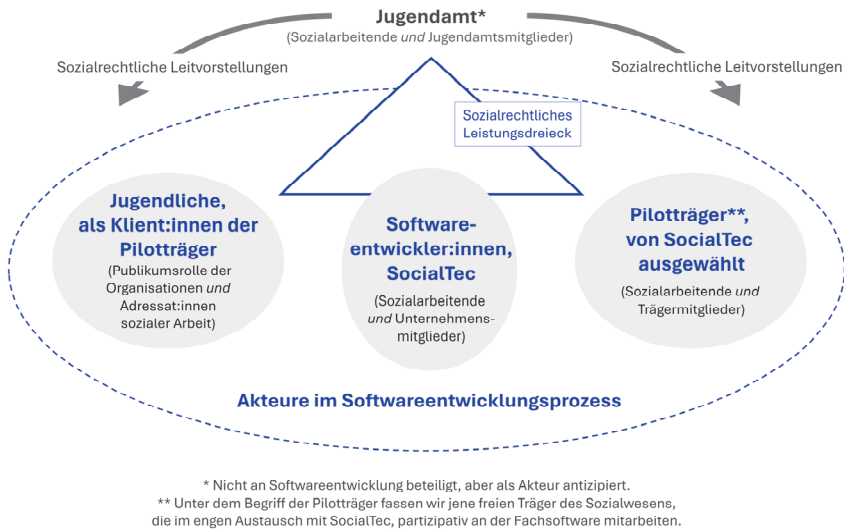 Jugendamt*
(Sozialarbeitende und Jugendamtsmitglieder)
Sozialrechtliche Leitvorstellungen
Sozialrechtliche Leitvorstellungen
Sozialrechtliches
Leistungsdreieck
Jugendliche,
als Klient:innen der
Pilotträger
(Publikumsrolle der
Organisationen und
Adressat:innen
sozialer Arbeit)
Software-
entwickler:innen,
SocialTec
(Sozialarbeitende
und Unternehmens-
mitglieder)
Pilotträger**,
von SocialTec
ausgewählt
(Sozialarbeitende und
Trägermitglieder)
Akteure im Softwareentwicklungsprozess
* Nicht an Softwareentwicklung beteiligt, aber als Akteur antizipiert.
** Unter dem Begriff der Pilotträger fassen wir jene freien Träger des Sozialwesens,
die im engen Austausch mit SocialTec, partizipativ an der Fachsoftware mitarbeiten.